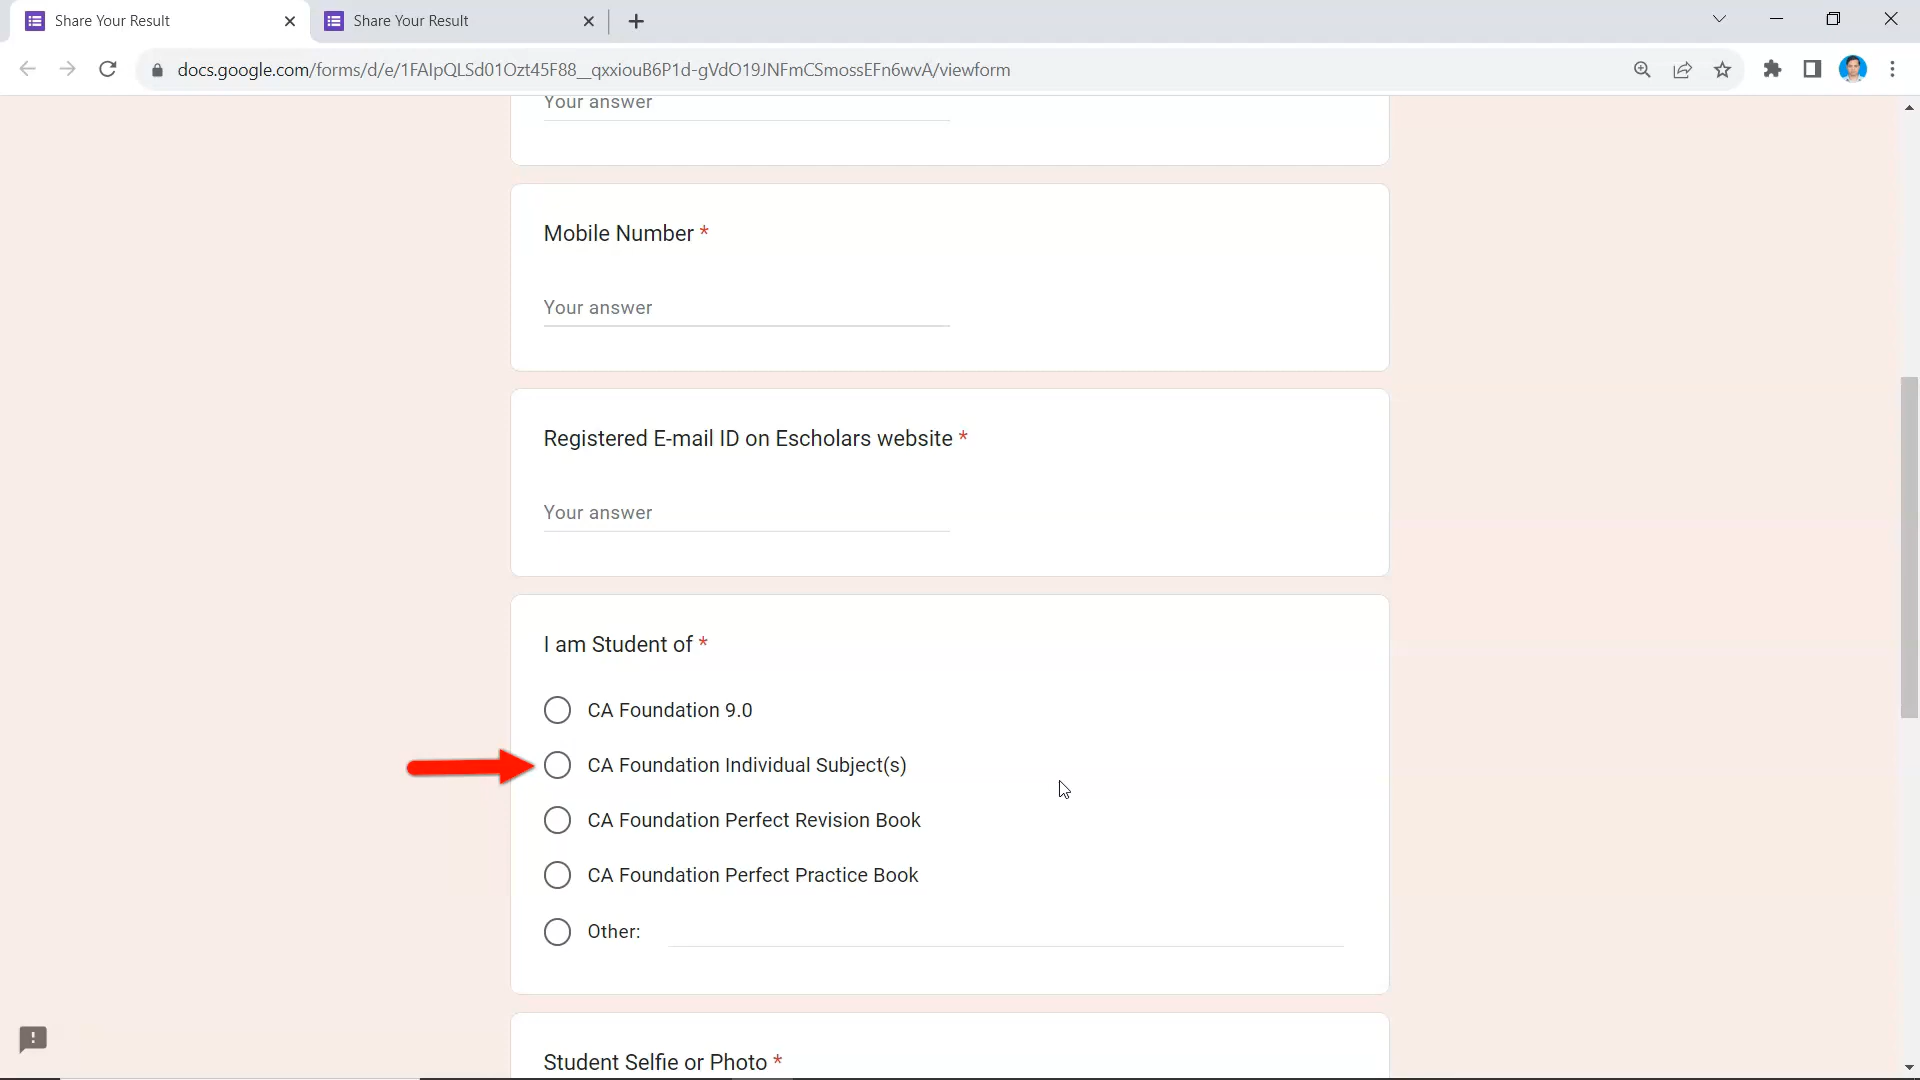 Share Your Result
Share Your Result
docs.google.com/forms/d/e/1FAIpQLSd01Ozt45F88__qxxiouB6P1d-gVdO19JNFmCSmossEFn6wvA/viewform
Your answer
Mobile Number *
Your answer
Registered E-mail ID on Escholars website *
Your answer
I am Student of *
CA Foundation 9.0
CA Foundation Individual Subject(s)
CA Foundation Perfect Revision Book
CA Foundation Perfect Practice Book
Other:
Student Selfie or Photo *